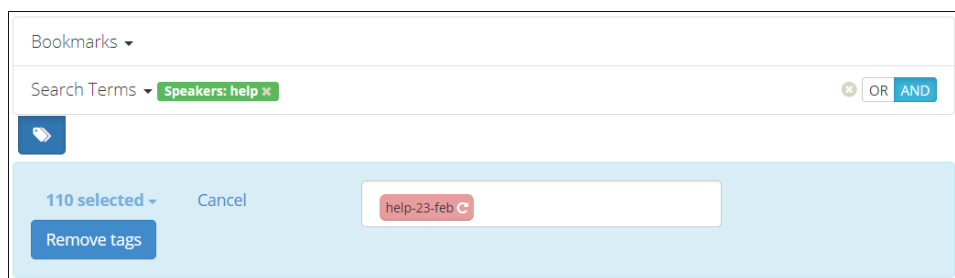 Bookmarks
Search Terms Speakers: help × OR AND
110 selected Cancel help-23-feb
Remove tags